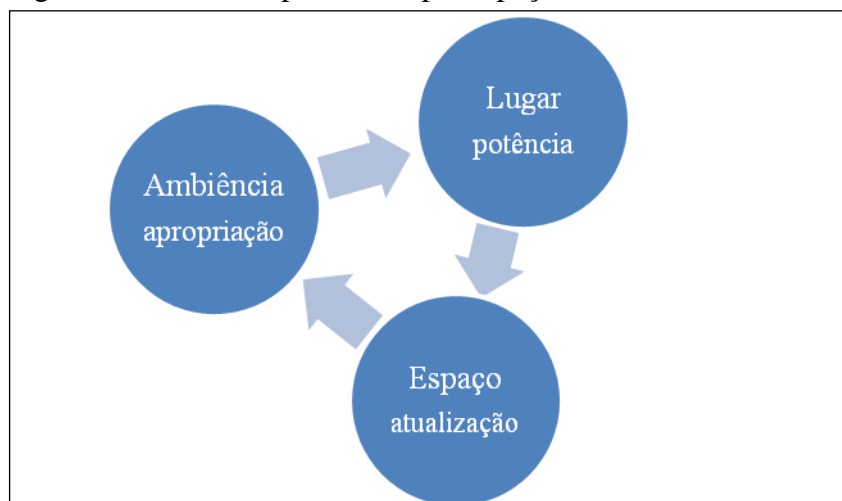 Lugar
potência
Ambiência
apropriação
Espaço
atualização